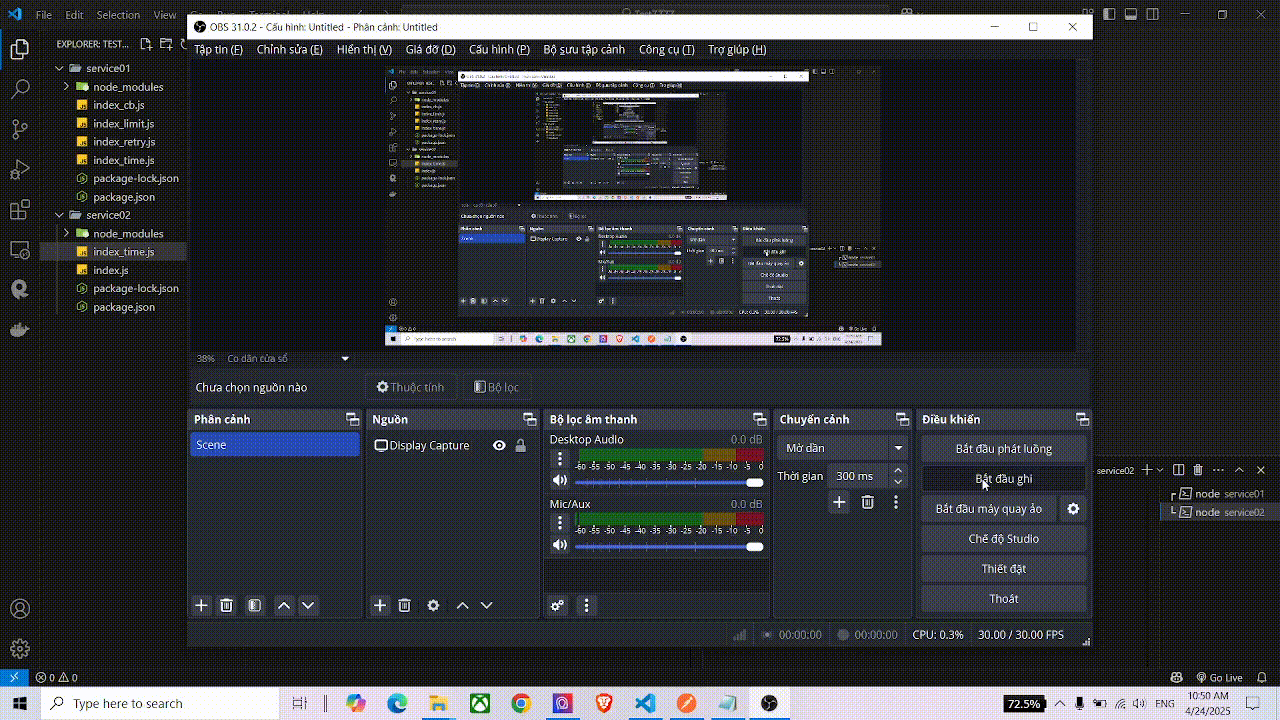 File Edit Selection View
OBS 31.0.2 - Cấu hình: Untitled - Phân cảnh: Untitled
Tập tin (F) Chỉnh sửa (E) Hiển thị (V) Giá đỡ (D) Cấu hình (P) Bộ sưu tập cảnh Công cụ (T) Trợ giúp (H)
EXPLORER: TEST...
service01
node_modules
index_cb.js
index_limit.js
index_retry.js
index_time.js
package-lock.json
package.json
service02
node_modules
index_time.js
index.js
package-lock.json
package.json
38% Co dãn cửa sổ
Chưa chọn nguồn nào Thuộc tính Bộ lọc
Phân cảnh
Scene
Nguồn
Display Capture
Bộ lọc âm thanh
Desktop Audio 0.0 dB
-60 -55 -50 -45 -40 -35 -30 -25 -20 -15 -10 -5 0
Mic/Aux 0.0 dB
-60 -55 -50 -45 -40 -35 -30 -25 -20 -15 -10 -5 0
Chuyển cảnh
Mờ dần
Thời gian 300 ms
Điều khiển
Bắt đầu phát luồng
Bắt đầu ghi
Bắt đầu máy quay ảo
Chế độ Studio
Thiết đặt
Thoát
00:00:00 00:00:00 CPU: 0.3% 30.00 / 30.00 FPS
service02
node service01
node service02
0 0 Go Live
Type here to search
72.5% ENG
10:50 AM
4/24/2025